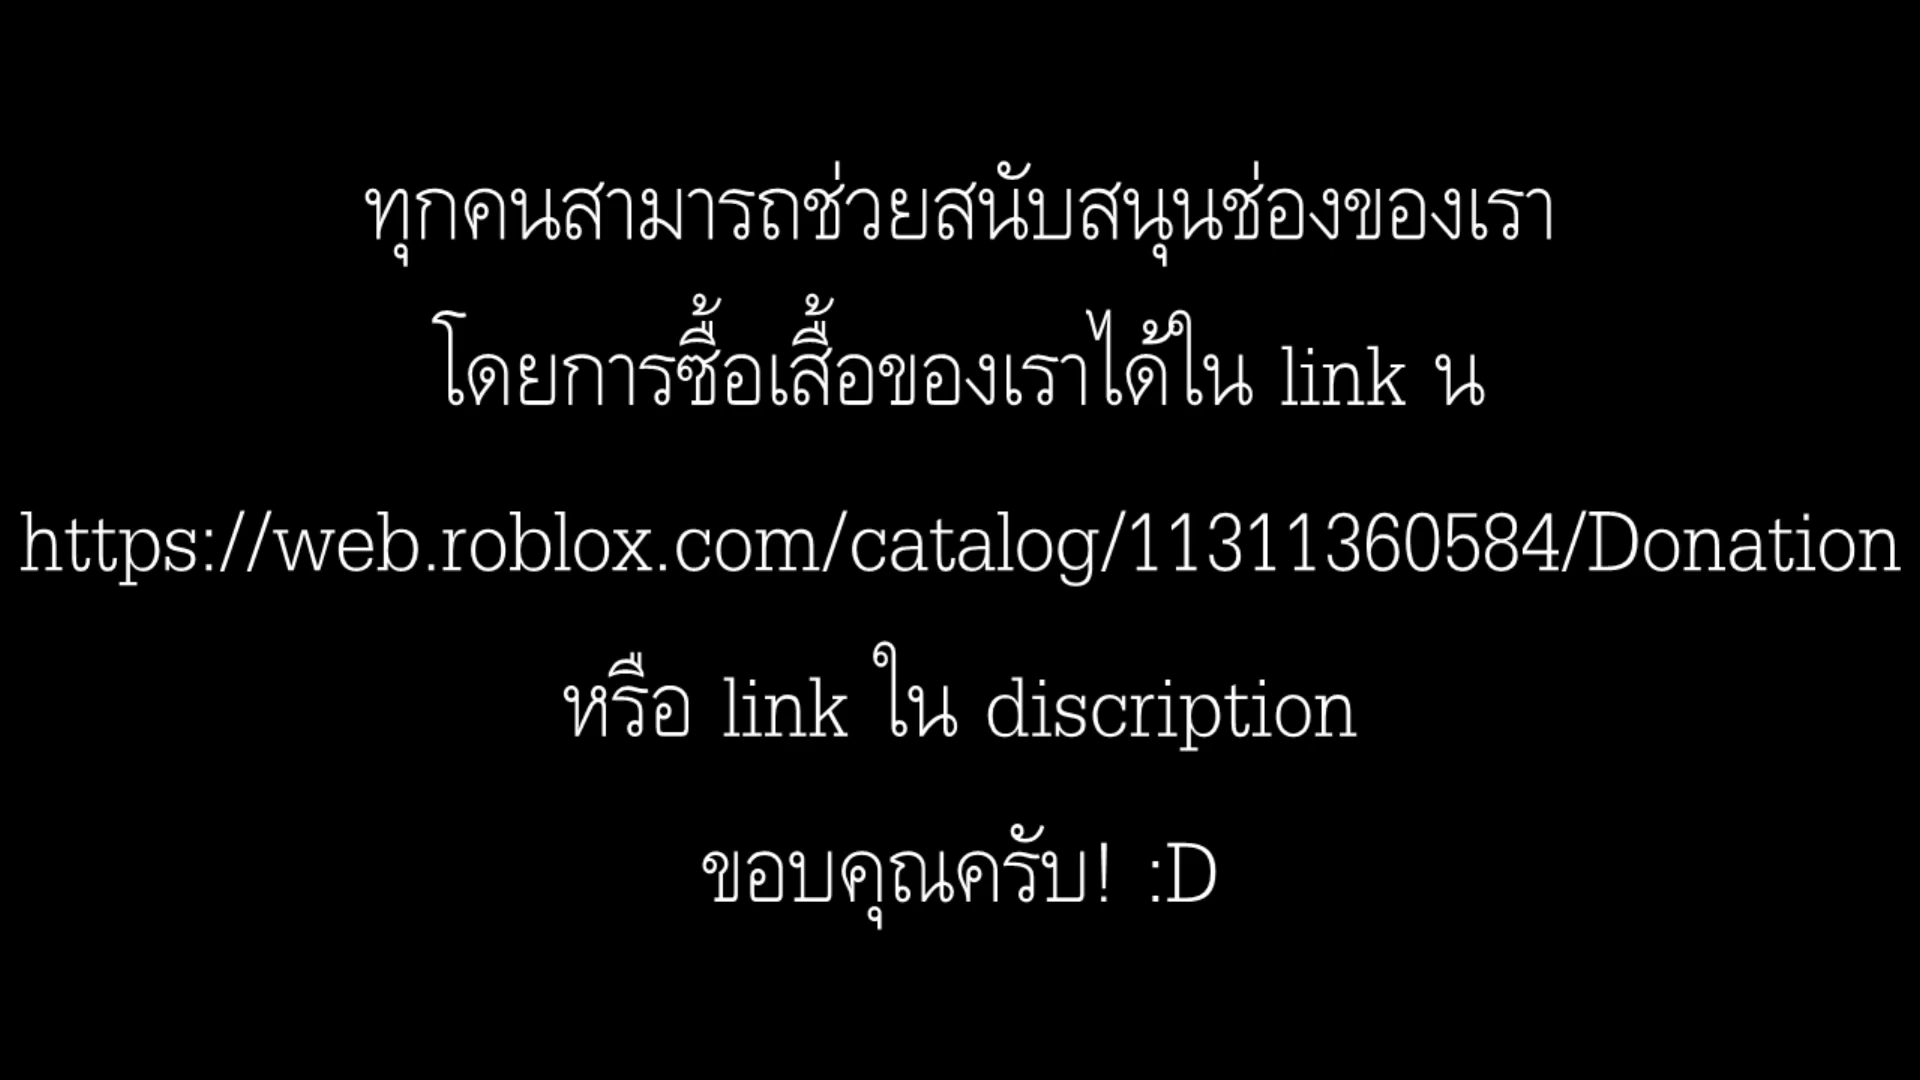 ทุกคนสามารถช่วยสนับสนุนช่องของเรา
โดยการซื้อเสื้อของเราได้ใน link น
https://web.roblox.com/catalog/11311360584/Donation
หรือ link ใน discription
ขอบคุณครับ! :D